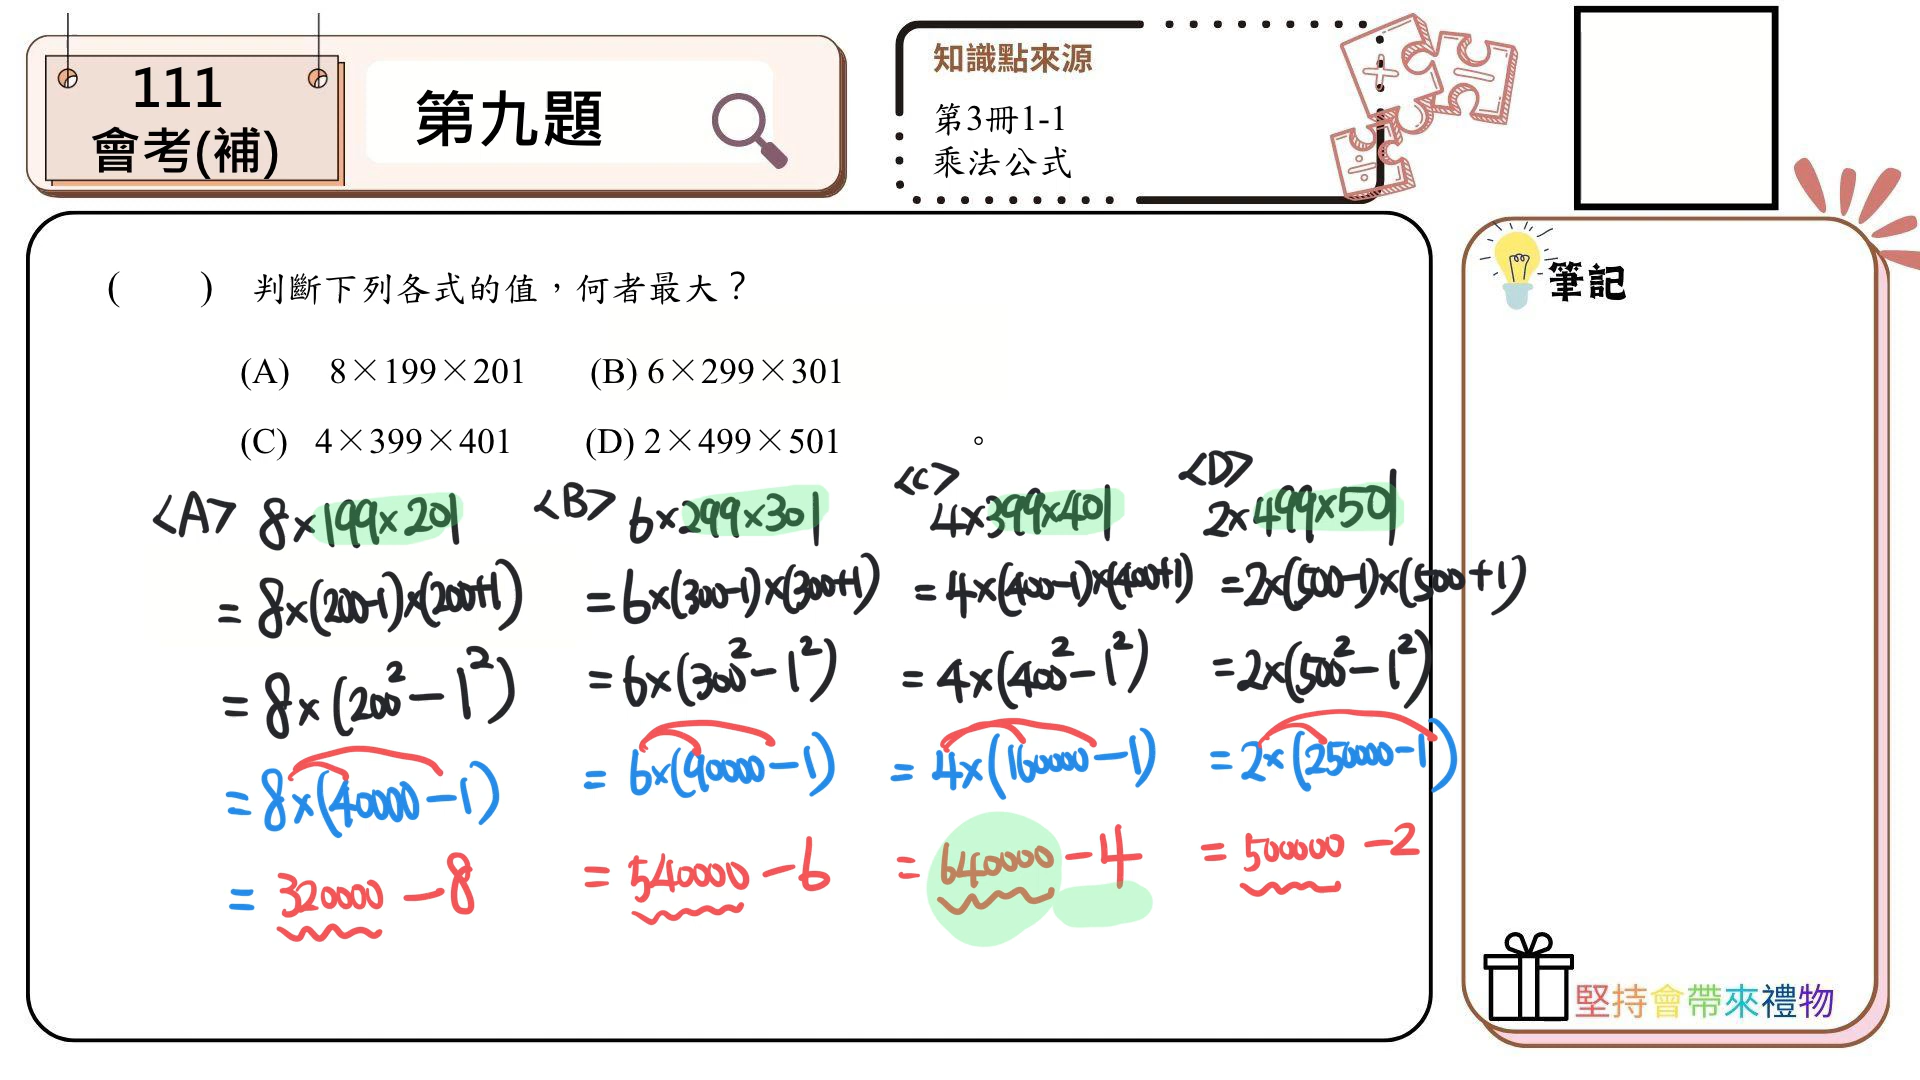 111
會考(補)
第九題
知識點來源
第3冊1-1
乘法公式
筆記
(　　) 判斷下列各式的值，何者最大？
(A) 8×199×201 (B) 6×299×301
(C) 4×399×401 (D) 2×499×501 。
<A> 8×199×201
=8×(200-1)×(200+1)
=8×(200²-1²)
=8×(40000-1)
=320000-8
<B> 6×299×301
=6×(300-1)×(300+1)
=6×(300²-1²)
=6×(90000-1)
=540000-6
<C> 4×399×401
=4×(400-1)×(400+1)
=4×(400²-1²)
=4×(160000-1)
=640000-4
<D> 2×499×501
=2×(500-1)×(500+1)
=2×(500²-1²)
=2×(250000-1)
=500000-2
堅持會帶來禮物